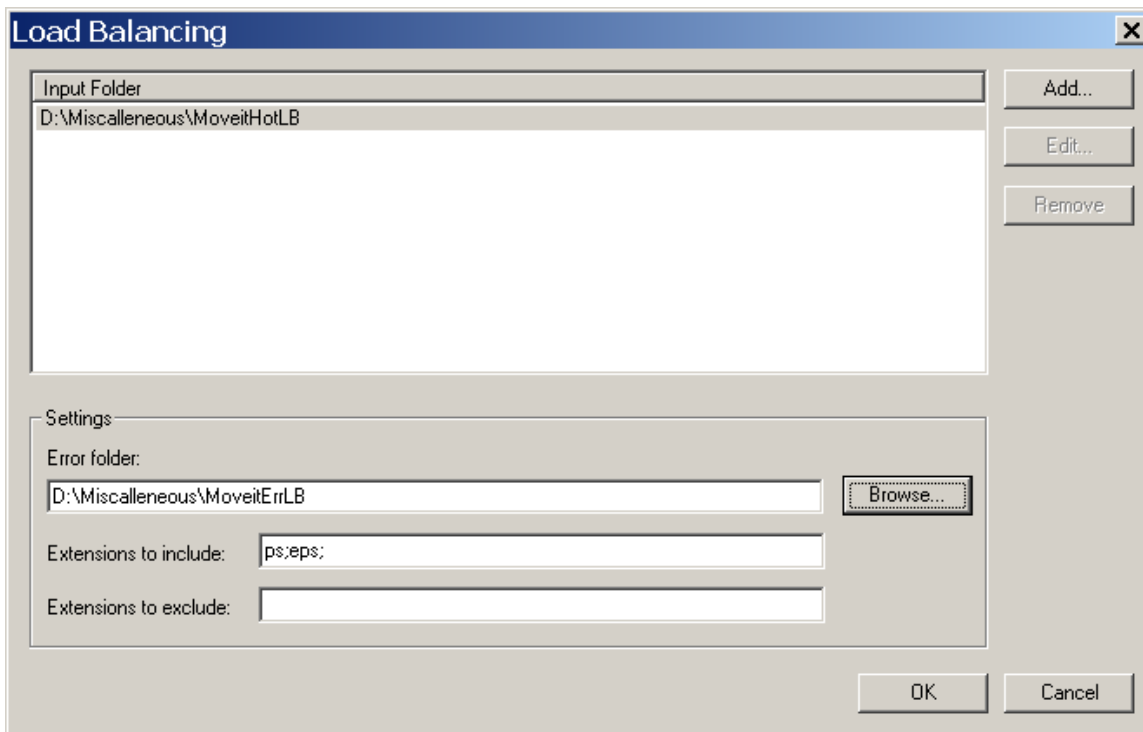 Load Balancing
Input Folder
Add...
D:\Miscalleneous\MoveitHotLB
Edit...
Remove
Settings
Error folder:
D:\Miscalleneous\MoveitErrLB
Browse...
Extensions to include: ps;eps;
Extensions to exclude:
OK
Cancel